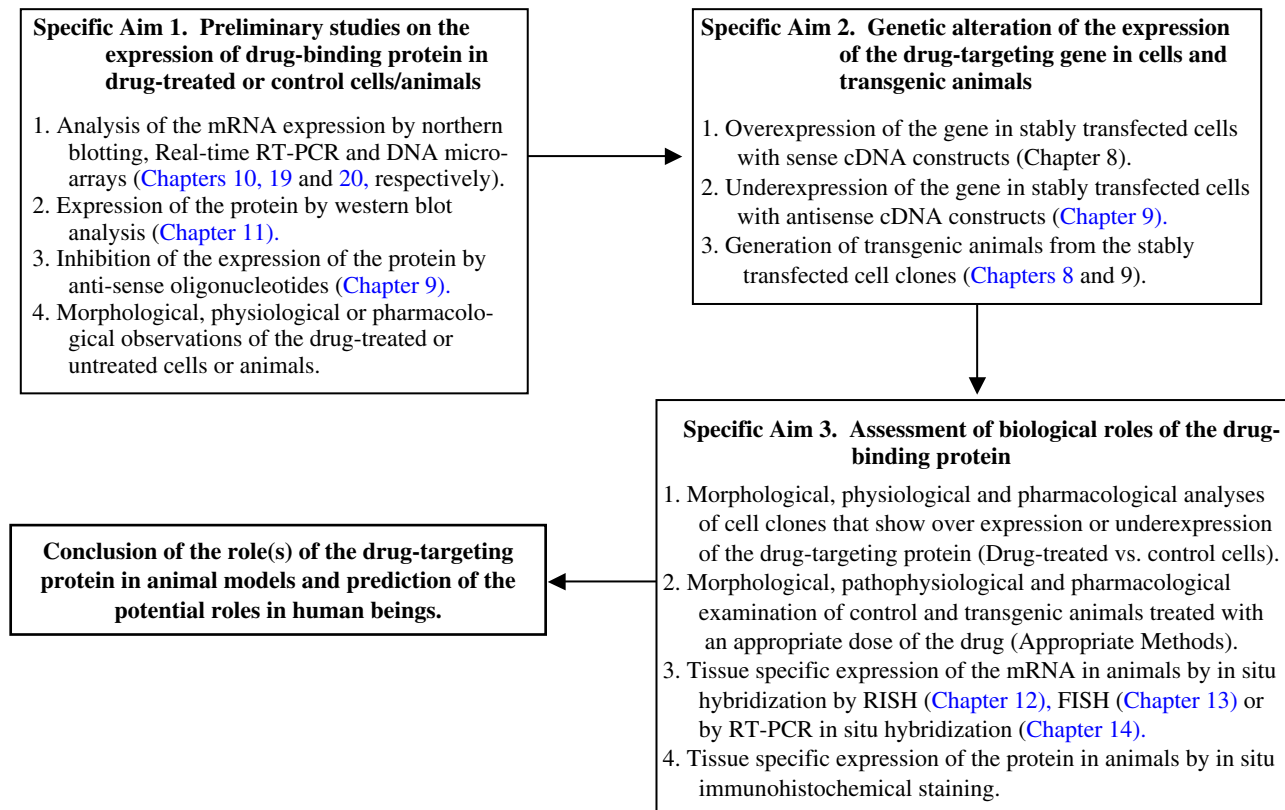 Specific Aim 1. Preliminary studies on the
expression of drug-binding protein in
drug-treated or control cells/animals
1. Analysis of the mRNA expression by northern
blotting, Real-time RT-PCR and DNA micro-
arrays (Chapters 10, 19 and 20, respectively).
2. Expression of the protein by western blot
analysis (Chapter 11).
3. Inhibition of the expression of the protein by
anti-sense oligonucleotides (Chapter 9).
4. Morphological, physiological or pharmacolo-
gical observations of the drug-treated or
untreated cells or animals.
Specific Aim 2. Genetic alteration of the expression
of the drug-targeting gene in cells and
transgenic animals
1. Overexpression of the gene in stably transfected cells
with sense cDNA constructs (Chapter 8).
2. Underexpression of the gene in stably transfected cells
with antisense cDNA constructs (Chapter 9).
3. Generation of transgenic animals from the stably
transfected cell clones (Chapters 8 and 9).
Specific Aim 3. Assessment of biological roles of the drug-
binding protein
1. Morphological, physiological and pharmacological analyses
of cell clones that show over expression or underexpression
of the drug-targeting protein (Drug-treated vs. control cells).
2. Morphological, pathophysiological and pharmacological
examination of control and transgenic animals treated with
an appropriate dose of the drug (Appropriate Methods).
3. Tissue specific expression of the mRNA in animals by in situ
hybridization by RISH (Chapter 12), FISH (Chapter 13) or
by RT-PCR in situ hybridization (Chapter 14).
4. Tissue specific expression of the protein in animals by in situ
immunohistochemical staining.
Conclusion of the role(s) of the drug-targeting
protein in animal models and prediction of the
potential roles in human beings.